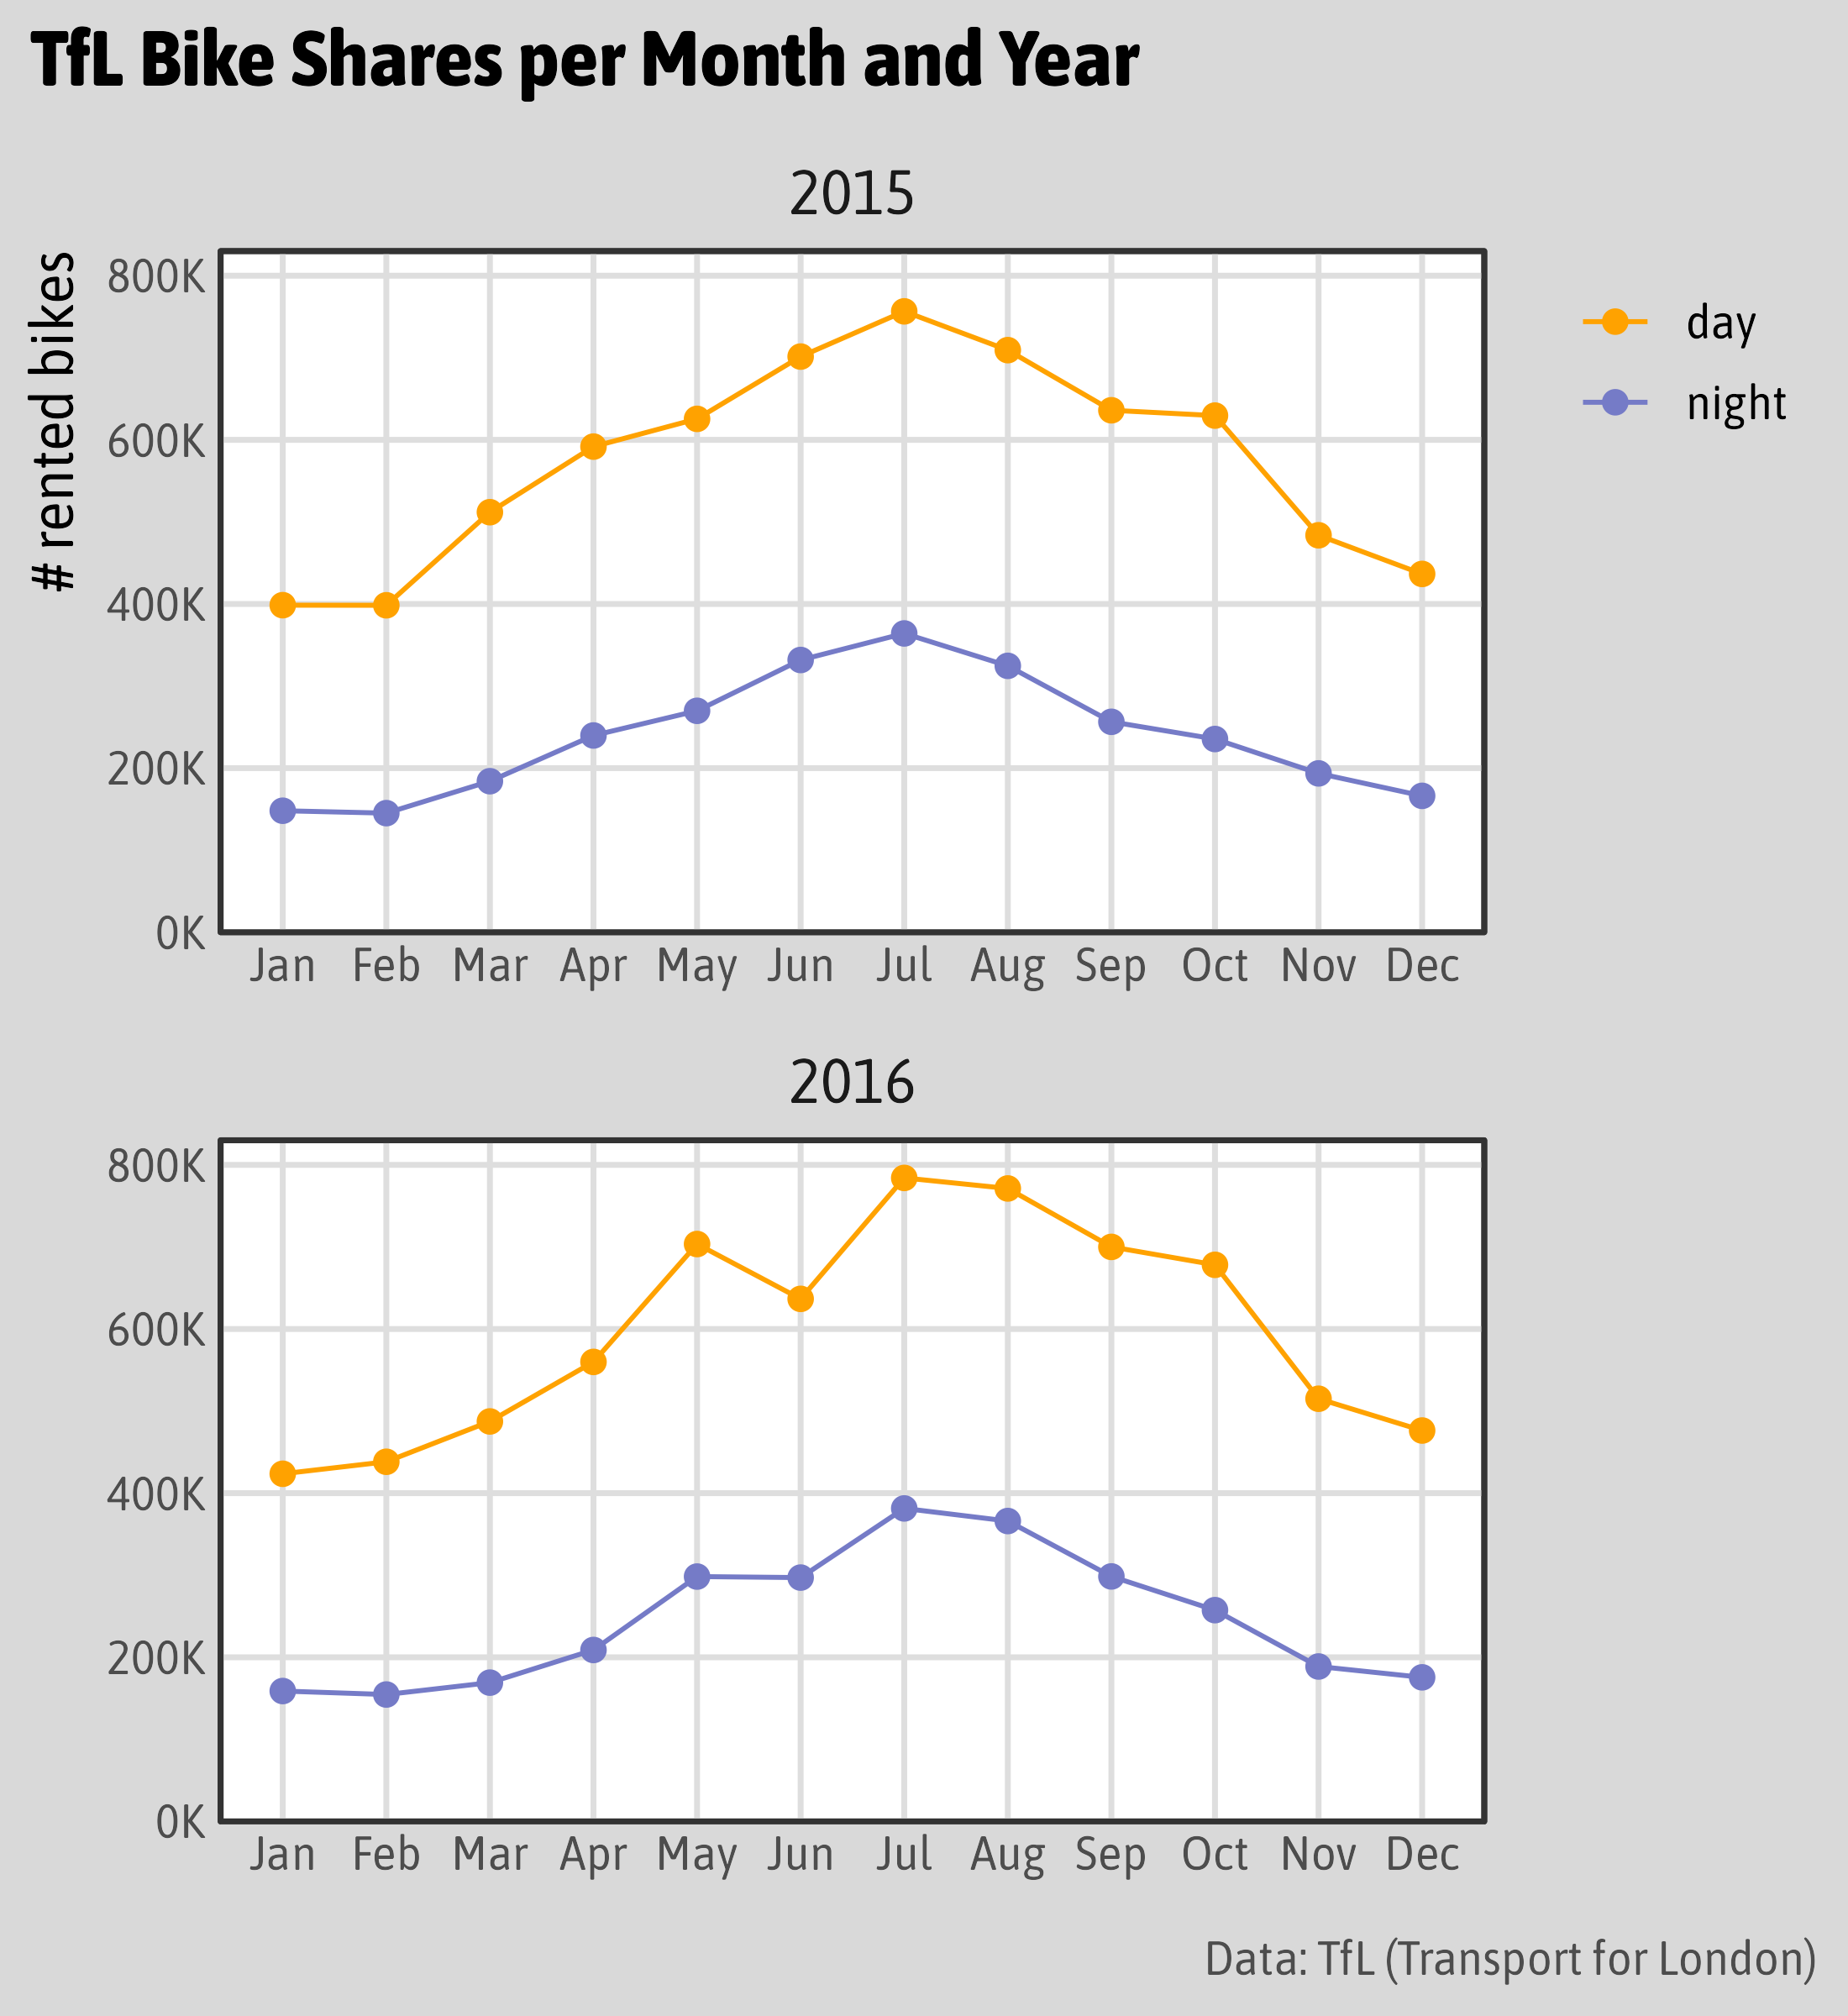 TfL Bike Shares per Month and Year
2015
# rented bikes
800K
600K
400K
200K
0K
Jan Feb Mar Apr May Jun Jul Aug Sep Oct Nov Dec
day
night
2016
800K
600K
400K
200K
0K
Jan Feb Mar Apr May Jun Jul Aug Sep Oct Nov Dec
Data: TfL (Transport for London)